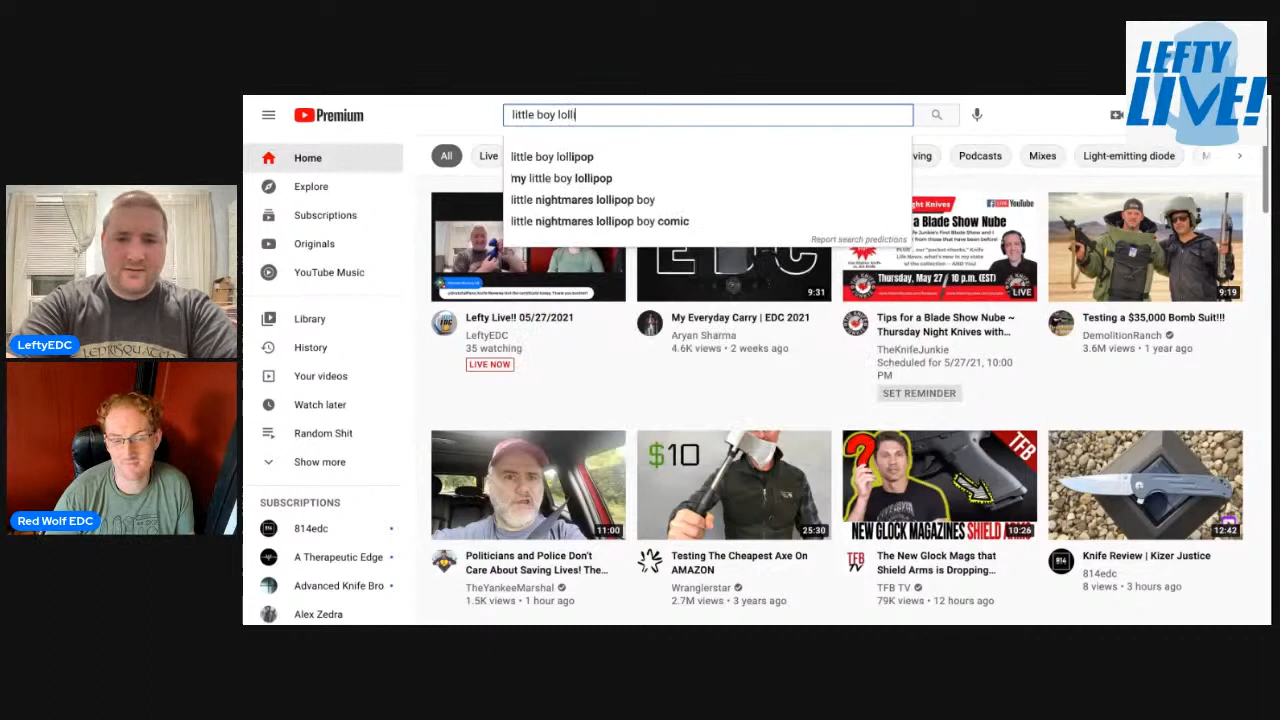 LEFTY
LIVE!
Premium
little boy lolli
little boy lollipop
my little boy lollipop
little nightmares lollipop boy
little nightmares lollipop boy comic
Report search predictions
All
Live
ving
Podcasts
Mixes
Light-emitting diode
Home
Explore
Subscriptions
Originals
YouTube Music
Library
History
Your videos
Watch later
Random Shit
Show more
SUBSCRIPTIONS
814edc
A Therapeutic Edge
Advanced Knife Bro
Alex Zedra
LeftyEDC
Red Wolf EDC
EDC
9:31
Knives
YouTube
a Blade Show Nube
Thursday, May 27 / 10 p.m. (EST)
LIVE
9:19
Lefty Live!! 05/27/2021
LeftyEDC
35 watching
LIVE NOW
My Everyday Carry | EDC 2021
Aryan Sharma
4.6K views • 2 weeks ago
Tips for a Blade Show Nube ~
Thursday Night Knives with...
TheKnifeJunkie
Scheduled for 5/27/21, 10:00
PM
SET REMINDER
Testing a $35,000 Bomb Suit!!!
DemolitionRanch
3.6M views • 1 year ago
11:00
$10
25:30
TFB
NEW GLOCK MAGAZINES SHIELD
10:26
12:42
Politicians and Police Don't
Care About Saving Lives! The...
TheYankeeMarshal
1.5K views • 1 hour ago
Testing The Cheapest Axe On
AMAZON
Wranglerstar
2.7M views • 3 years ago
TFB
TV
The New Glock Mags that
Shield Arms is Dropping...
TFB TV
79K views • 12 hours ago
814
Knife Review | Kizer Justice
814edc
8 views • 3 hours ago